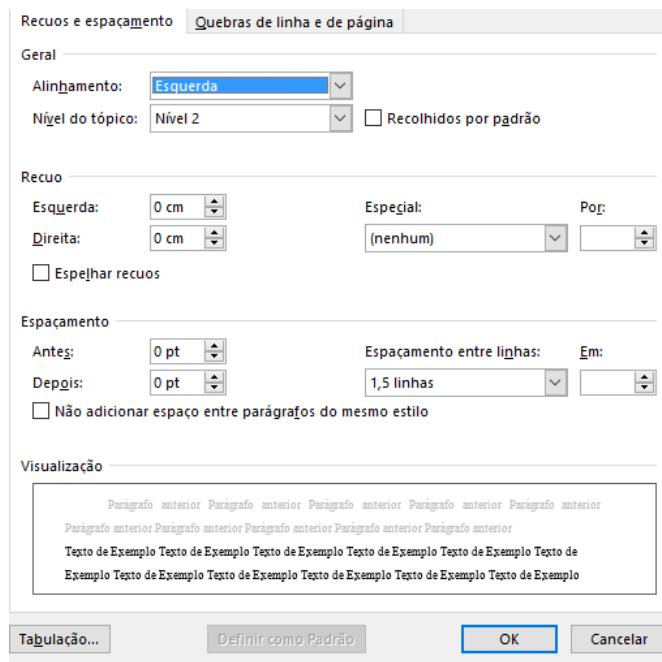 Recuos e espaçamento Quebras de linha e de página
Geral
Alinhamento: Esquerda
Nível do tópico: Nível 2 Recolhidos por padrão
Recuo
Esquerda: 0 cm Especial: Por:
Direita: 0 cm (nenhum)
Espelhar recuos
Espaçamento
Antes: 0 pt Espaçamento entre linhas: Em:
Depois: 0 pt 1,5 linhas
Não adicionar espaço entre parágrafos do mesmo estilo
Visualização
Parágrafo anterior Parágrafo anterior Parágrafo anterior Parágrafo anterior Parágrafo anterior
Parágrafo anterior Parágrafo anterior Parágrafo anterior Parágrafo anterior Parágrafo anterior
Texto de Exemplo Texto de Exemplo Texto de Exemplo Texto de Exemplo Texto de Exemplo Texto de
Exemplo Texto de Exemplo Texto de Exemplo Texto de Exemplo Texto de Exemplo Texto de Exemplo
Tabulação... Definir como Padrão OK Cancelar